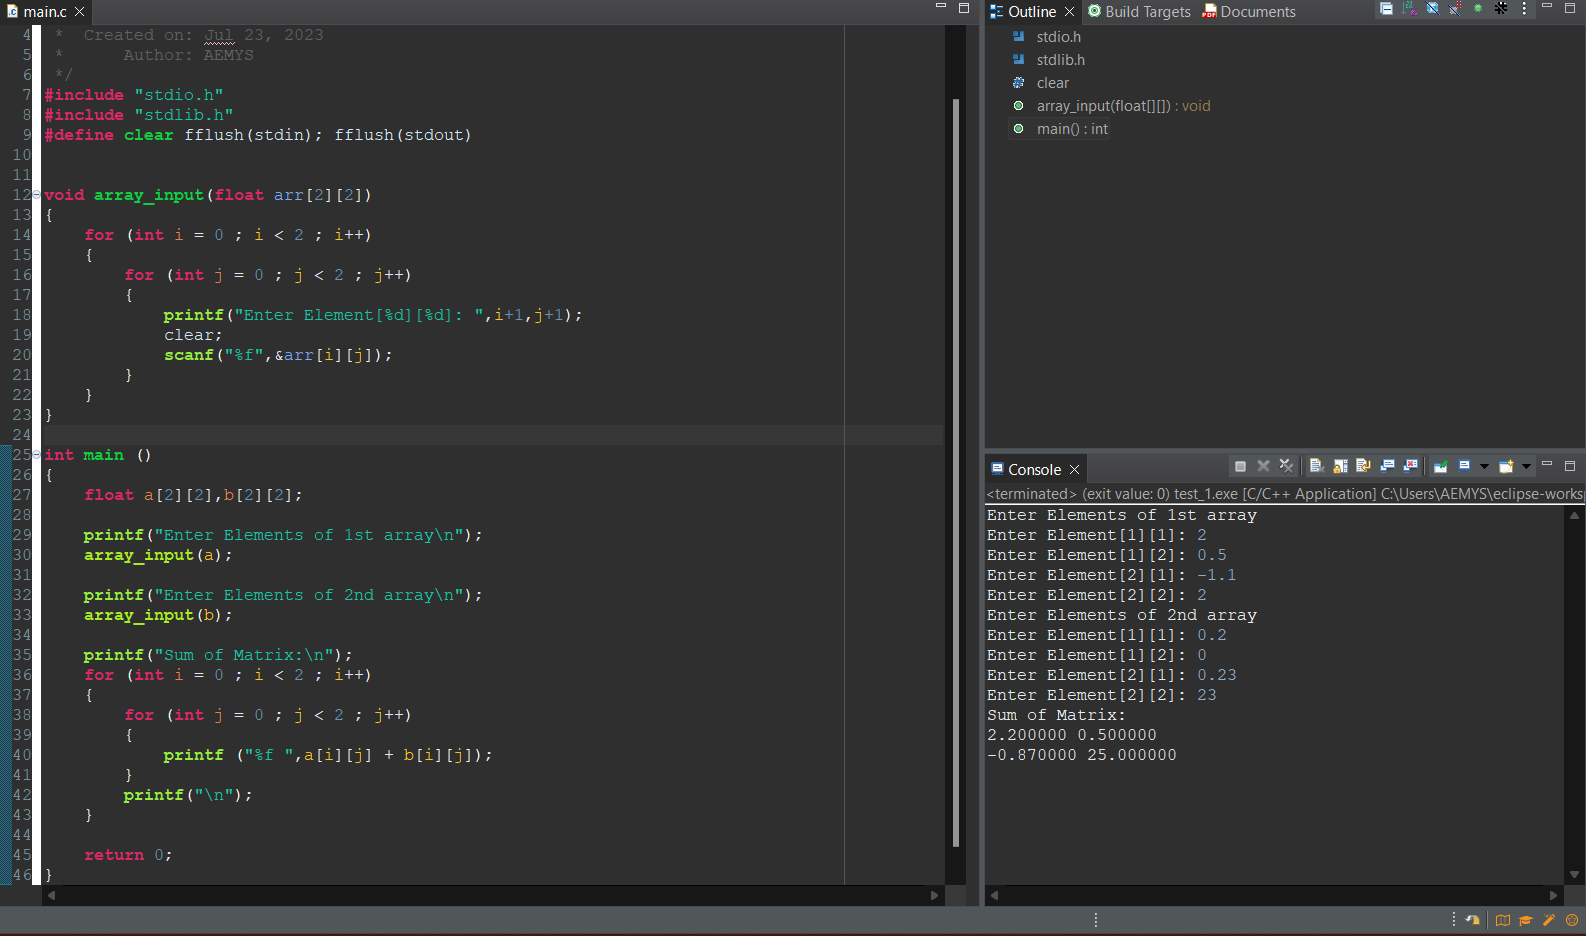 main.c
4 *  Created on: Jul 23, 2023
5 *      Author: AEMYS
6 */
7 #include "stdio.h"
8 #include "stdlib.h"
9 #define clear fflush(stdin); fflush(stdout)
10
11
12 void array_input(float arr[2][2])
13 {
14     for (int i = 0 ; i < 2 ; i++)
15     {
16         for (int j = 0 ; j < 2 ; j++)
17         {
18             printf("Enter Element[%d][%d]: ",i+1,j+1);
19             clear;
20             scanf("%f",&arr[i][j]);
21         }
22     }
23 }
24
25 int main ()
26 {
27     float a[2][2],b[2][2];
28
29     printf("Enter Elements of 1st array\n");
30     array_input(a);
31
32     printf("Enter Elements of 2nd array\n");
33     array_input(b);
34
35     printf("Sum of Matrix:\n");
36     for (int i = 0 ; i < 2 ; i++)
37     {
38         for (int j = 0 ; j < 2 ; j++)
39         {
40             printf ("%f ",a[i][j] + b[i][j]);
41         }
42         printf("\n");
43     }
44
45     return 0;
46 }
Outline Build Targets Documents
stdio.h
stdlib.h
clear
array_input(float[][]) : void
main() : int
Console
<terminated> (exit value: 0) test_1.exe [C/C++ Application] C:\Users\AEMYS\eclipse-works
Enter Elements of 1st array
Enter Element[1][1]: 2
Enter Element[1][2]: 0.5
Enter Element[2][1]: -1.1
Enter Element[2][2]: 2
Enter Elements of 2nd array
Enter Element[1][1]: 0.2
Enter Element[1][2]: 0
Enter Element[2][1]: 0.23
Enter Element[2][2]: 23
Sum of Matrix:
2.200000 0.500000
-0.870000 25.000000